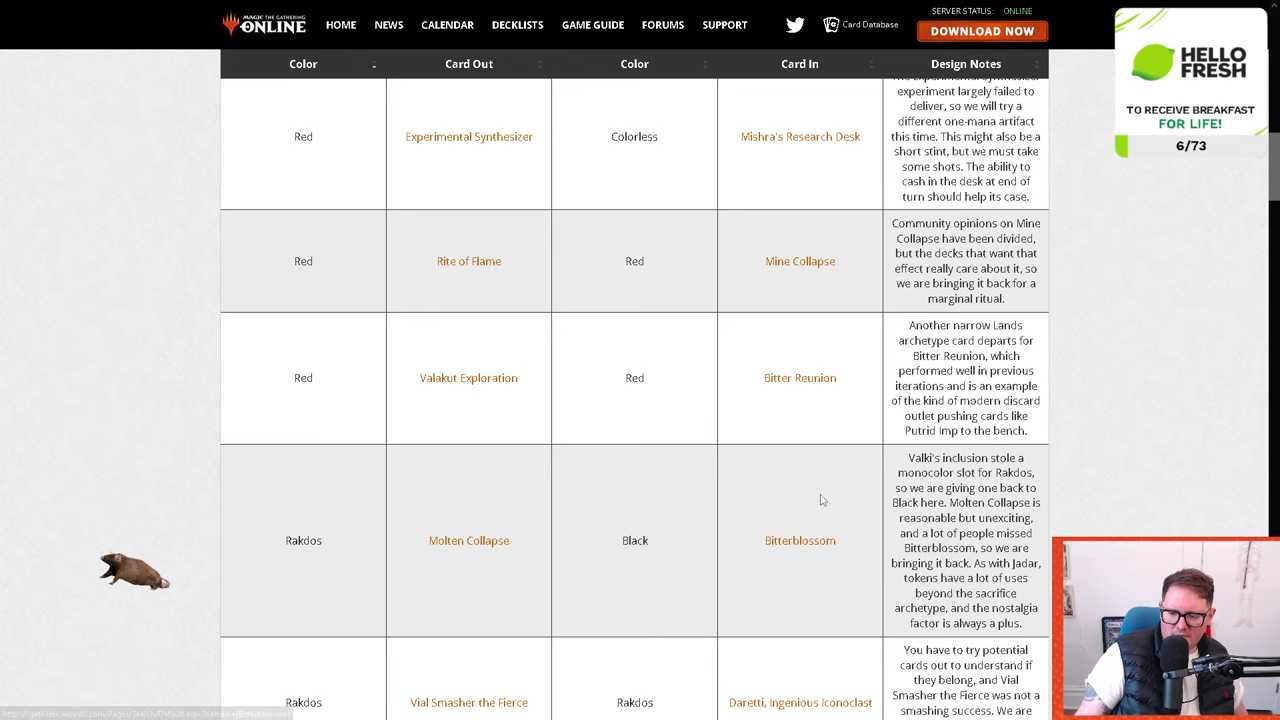 MAGIC THE GATHERING
ONLINE
HOME
NEWS
CALENDAR
DECKLISTS
GAME GUIDE
FORUMS
SUPPORT
Card Database
SERVER STATUS: ONLINE
DOWNLOAD NOW
HELLO
FRESH
TO RECEIVE BREAKFAST
FOR LIFE!
6/73
Color
Card Out
Color
Card In
Design Notes
Red
Experimental Synthesizer
Colorless
Mishra's Research Desk
The Experimental Synthesizer
experiment largely failed to
deliver, so we will try a
different one-mana artifact
this time. This might also be a
short stint, but we must take
some shots. The ability to
cash in the desk at end of
turn should help its case.
Red
Rite of Flame
Red
Mine Collapse
Community opinions on Mine
Collapse have been divided,
but the decks that want that
effect really care about it, so
we are bringing it back for a
marginal ritual.
Red
Valakut Exploration
Red
Bitter Reunion
Another narrow Lands
archetype card departs for
Bitter Reunion, which
performed well in previous
iterations and is an example
of the kind of modern discard
outlet pushing cards like
Putrid Imp to the bench.
Rakdos
Molten Collapse
Black
Bitterblossom
Valki's inclusion stole a
monocolor slot for Rakdos,
so we are giving one back to
Black here. Molten Collapse is
reasonable but unexciting,
and a lot of people missed
Bitterblossom, so we are
bringing it back. As with Jadar,
tokens have a lot of uses
beyond the sacrifice
archetype, and the nostalgia
factor is always a plus.
Rakdos
Vial Smasher the Fierce
Rakdos
Daretti, Ingenious Iconoclast
You have to try potential
cards out to understand if
they belong, and Vial
Smasher the Fierce was not a
smashing success. We are
https://gatherer.wizards.com/Pages/Search/Default.aspx?name=+[Bitterblossom]